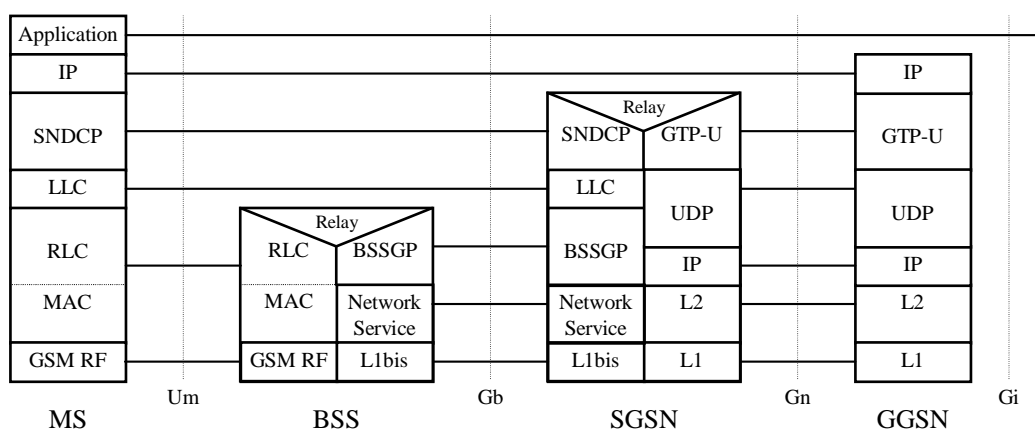 Application
IP IP
Relay
SNDCP SNDCP GTP-U GTP-U
LLC LLC
UDP UDP
Relay
RLC RLC BSSGP BSSGP
IP IP
MAC MAC Network Service Network Service L2 L2
GSM RF GSM RF L1bis L1bis L1 L1
Um Gb Gn Gi
MS BSS SGSN GGSN